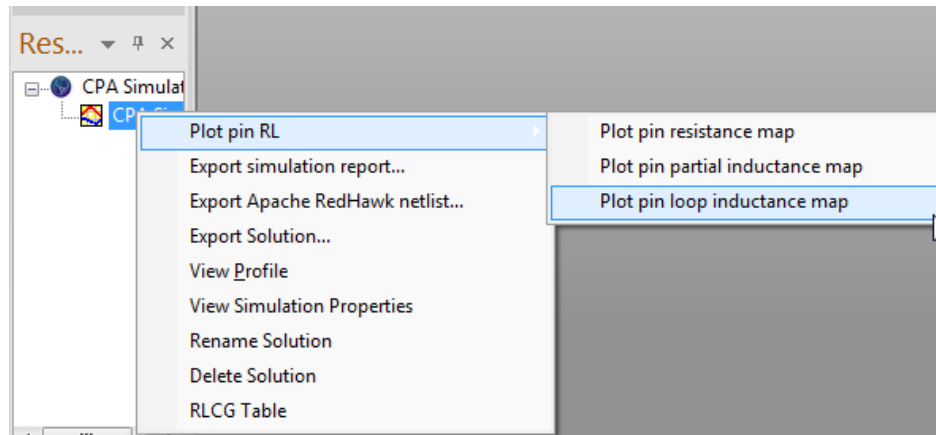 Res...
CPA Simulat
CP
Plot pin RL
Plot pin resistance map
Export simulation report...
Plot pin partial inductance map
Export Apache RedHawk netlist...
Plot pin loop inductance map
Export Solution...
View Profile
View Simulation Properties
Rename Solution
Delete Solution
RLCG Table